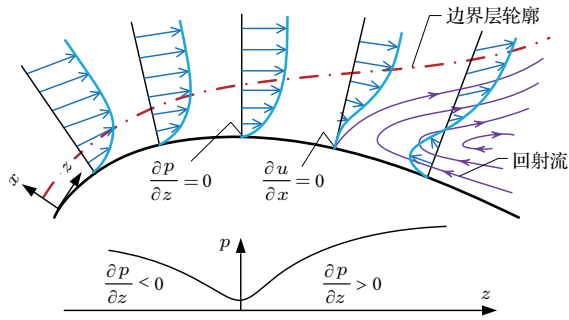 边界层轮廓
x
z
∂p/∂z = 0
∂u/∂x = 0
回射流
p
∂p/∂z < 0
∂p/∂z > 0
z